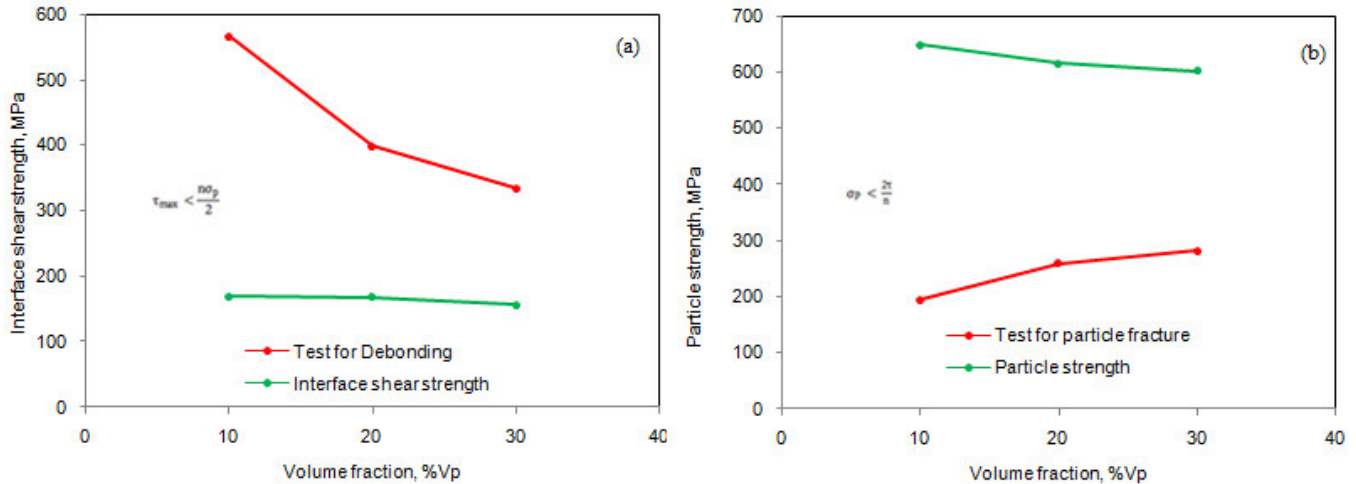 600
500
400
300
200
100
0
0
10
20
30
40
Interface shear strength, MPa
Volume fraction, %Vp
(a)
τmax < nσp
2
Test for Debonding
Interface shear strength
700
600
500
400
300
200
100
0
0
10
20
30
40
Particle strength, MPa
Volume fraction, %Vp
(b)
σp <
Test for particle fracture
Particle strength